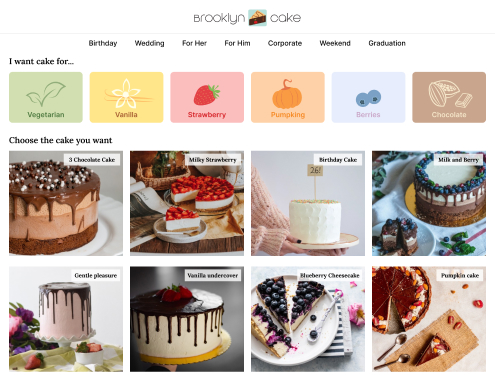 Brooklyn cake
Birthday Wedding For Her For Him Corporate Weekend Graduation
I want cake for...
Vegetarian Vanilla Strawberry Pumpking Berries Chocolate
Choose the cake you want
3 Chocolate Cake Milky Strawberry Birthday Cake Milk and Berry
26!
Gentle pleasure Vanilla undercover Blueberry Cheesecake Pumpkin cake